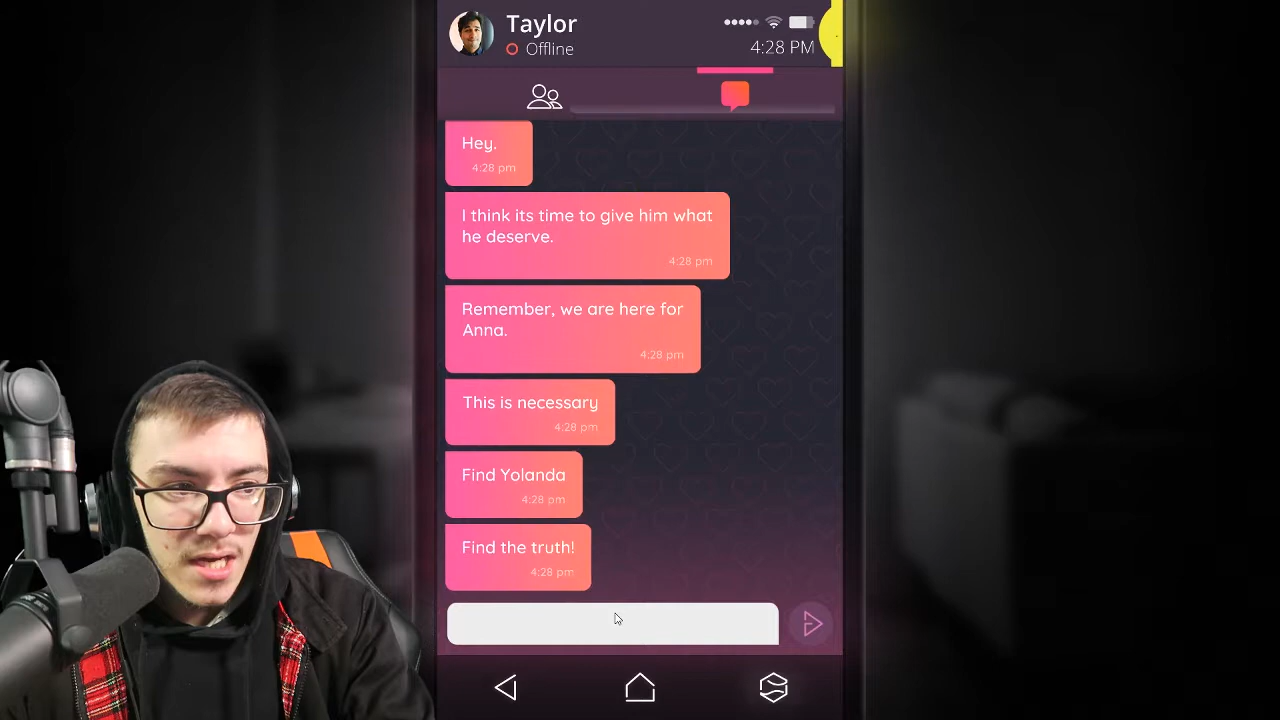 Taylor
Offline
4:28 PM
Hey.
4:28 pm
I think its time to give him what
he deserve.
4:28 pm
Remember, we are here for
Anna.
4:28 pm
This is necessary
4:28 pm
Find Yolanda
4:28 pm
Find the truth!
4:28 pm